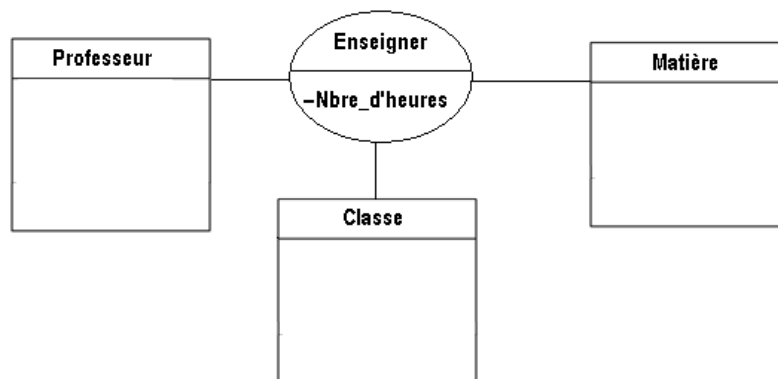 Professeur
Enseigner
–Nbre_d'heures
Matière
Classe